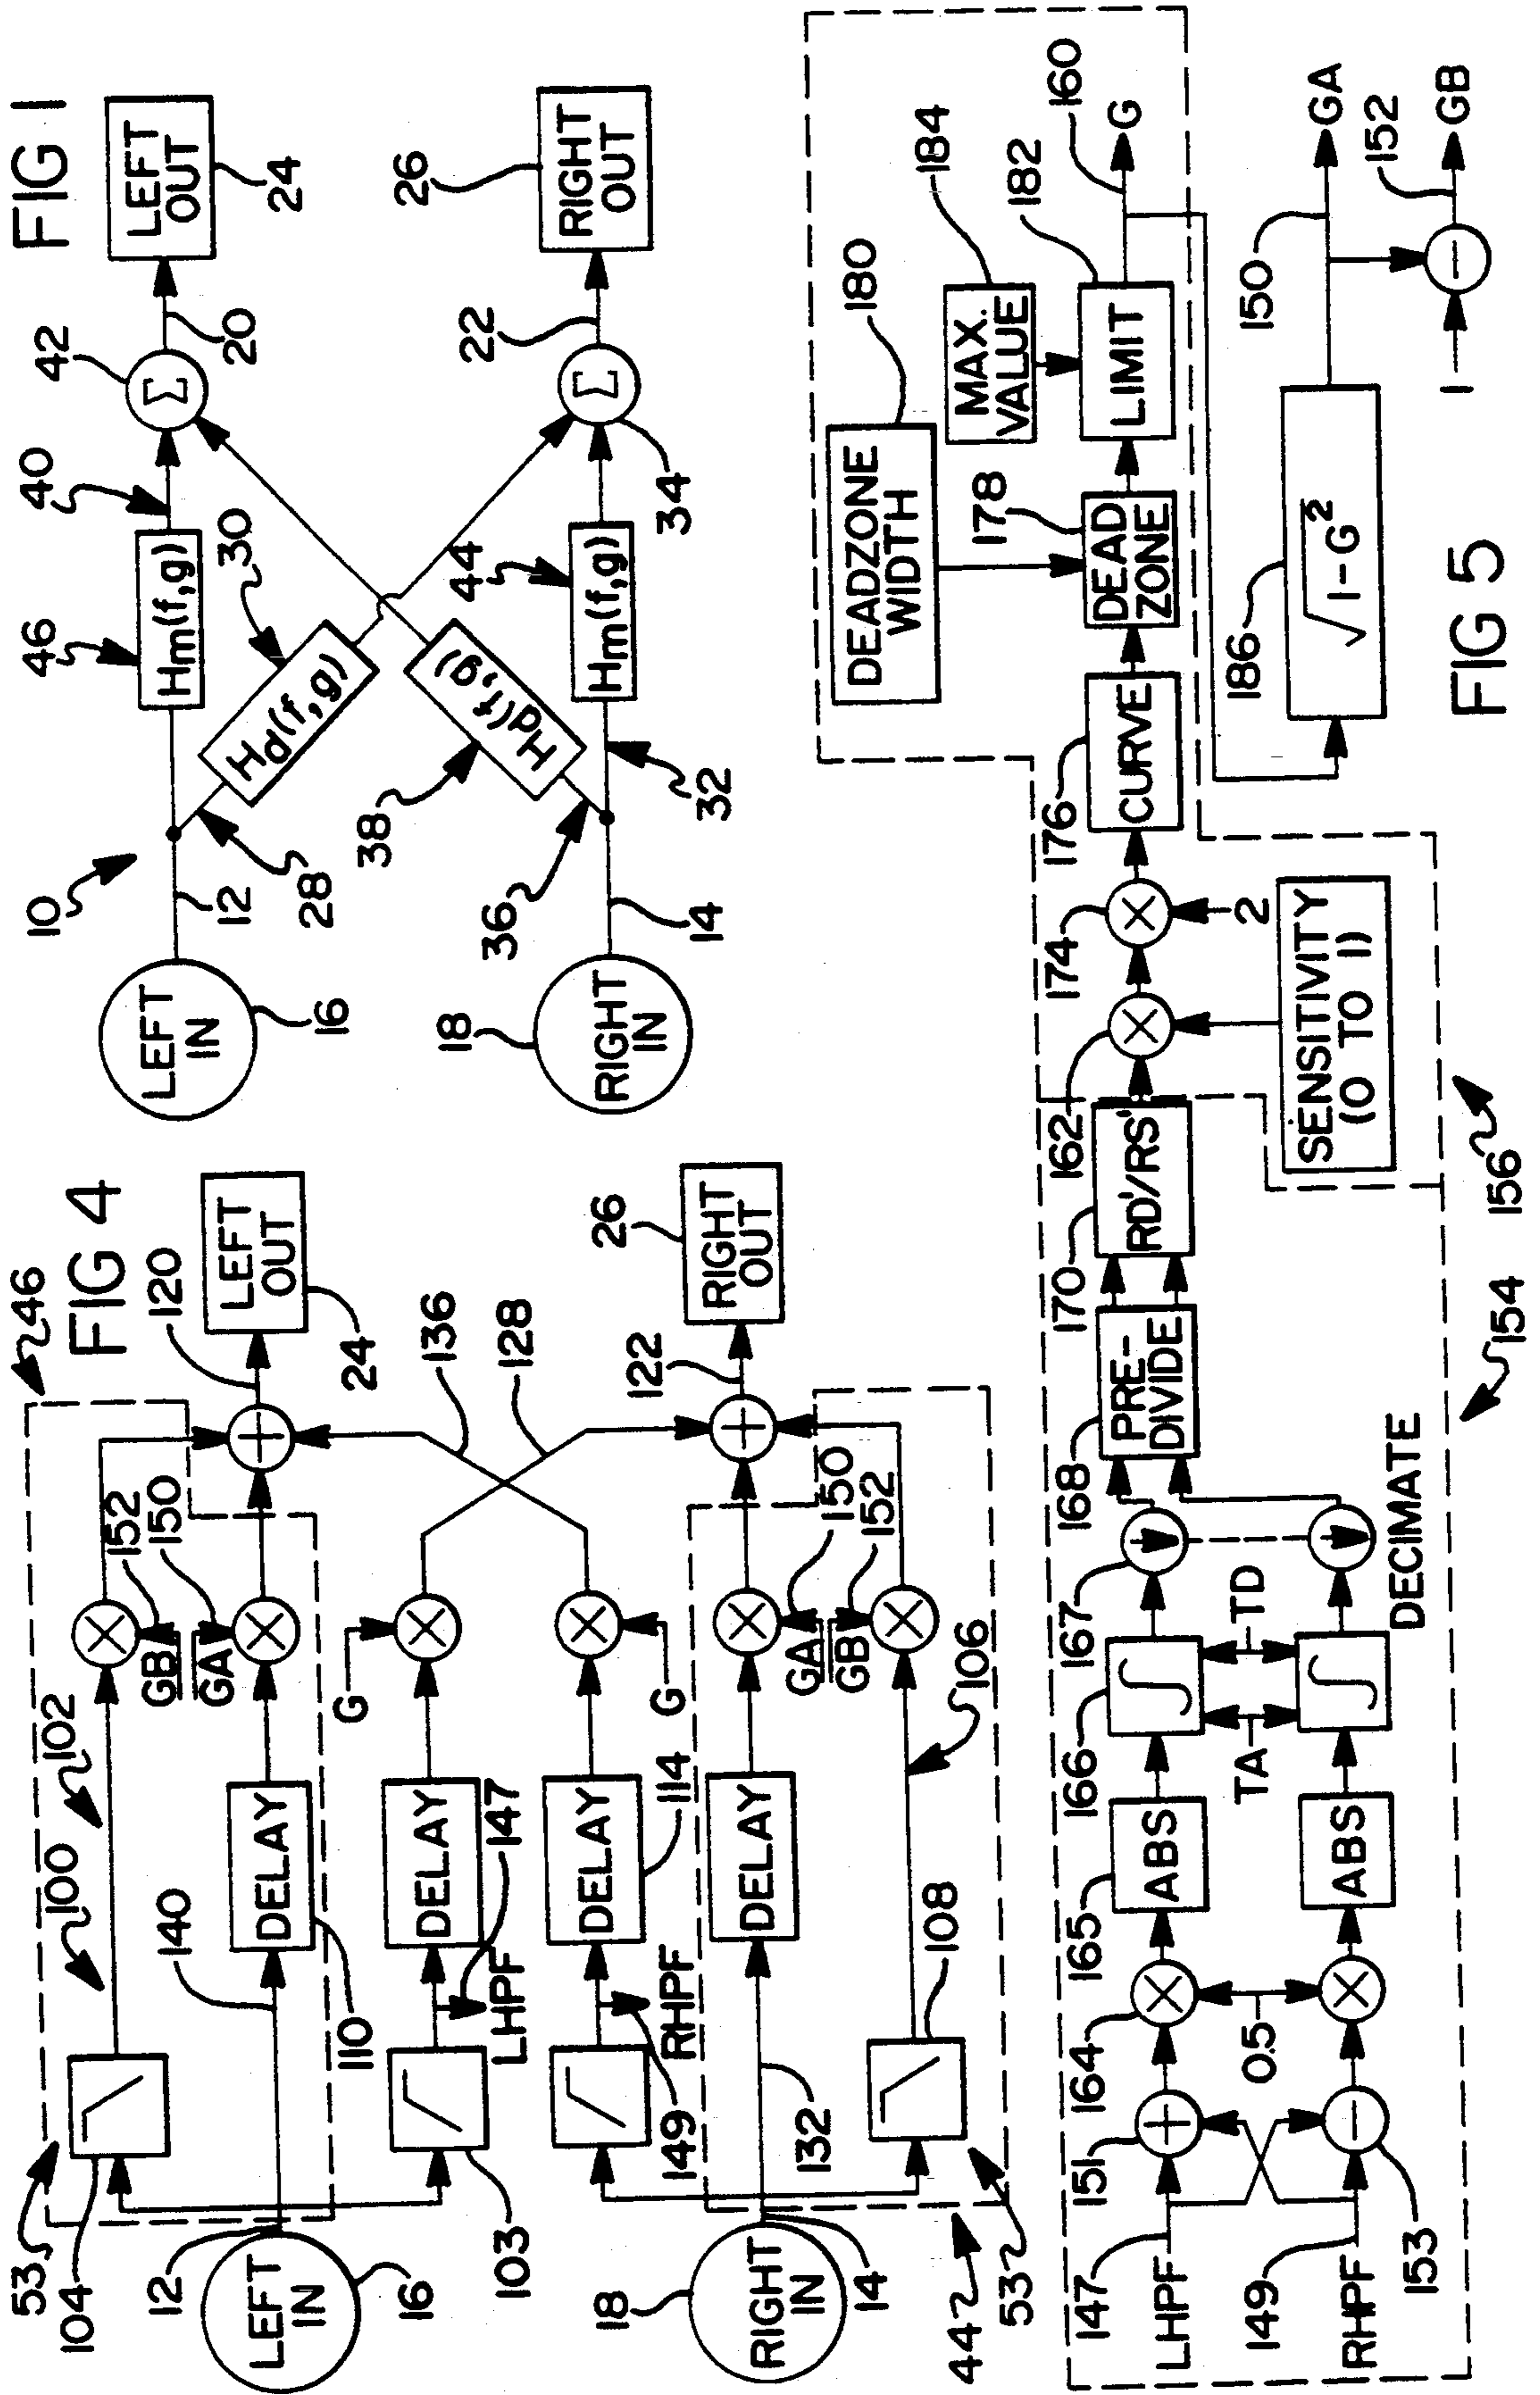 FIG 1
10
LEFT IN
16
12
28
46
Hm(f,g)
40
30
Hd(f,g)
42
Σ
20
LEFT OUT
24
RIGHT IN
18
14
36
38
Hd(f,g)
32
44
Hm(f,g)
34
Σ
22
RIGHT OUT
26
FIG 4
46
53
104
100
102
152
GB
GA
150
120
LEFT OUT
24
LEFT IN
16
12
140
DELAY
110
103
147
LHPF
DELAY
G
136
128
149
RHPF
DELAY
114
G
RIGHT IN
18
14
132
DELAY
GA
GB
150
152
122
RIGHT OUT
26
44
53
108
106
FIG 5
147
LHPF
149
RHPF
151
153
164
0.5
165
ABS
ABS
166
∫
∫
TA
TD
167
DECIMATE
168
PRE-
DIVIDE
170
RD'/RS'
162
SENSITIVITY
(0 TO 1)
174
2
176
CURVE
178
DEAD
ZONE
DEADZONE
WIDTH
180
MAX.
VALUE
184
LIMIT
182
160
G
186
√1-G²
150
GA
1
152
GB
154
156